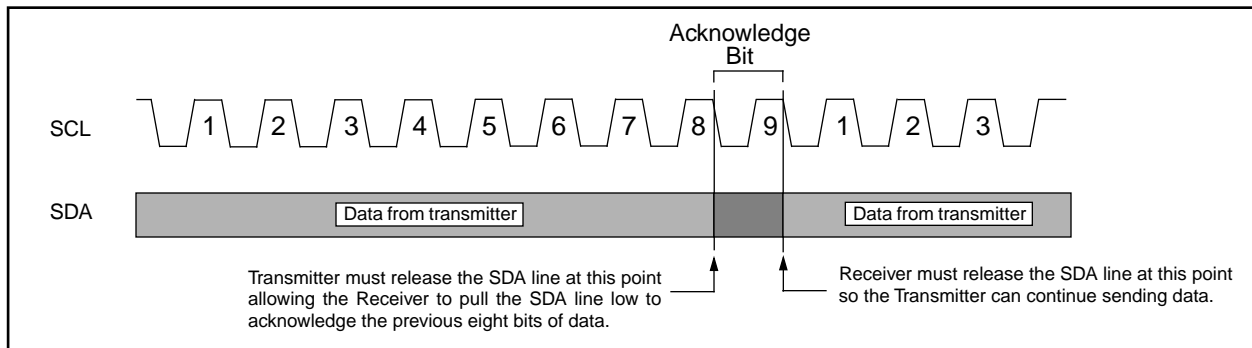 Acknowledge
Bit
SCL
1 2 3 4 5 6 7 8 9 1 2 3
SDA
Data from transmitter
Data from transmitter
Transmitter must release the SDA line at this point
allowing the Receiver to pull the SDA line low to
acknowledge the previous eight bits of data.
Receiver must release the SDA line at this point
so the Transmitter can continue sending data.